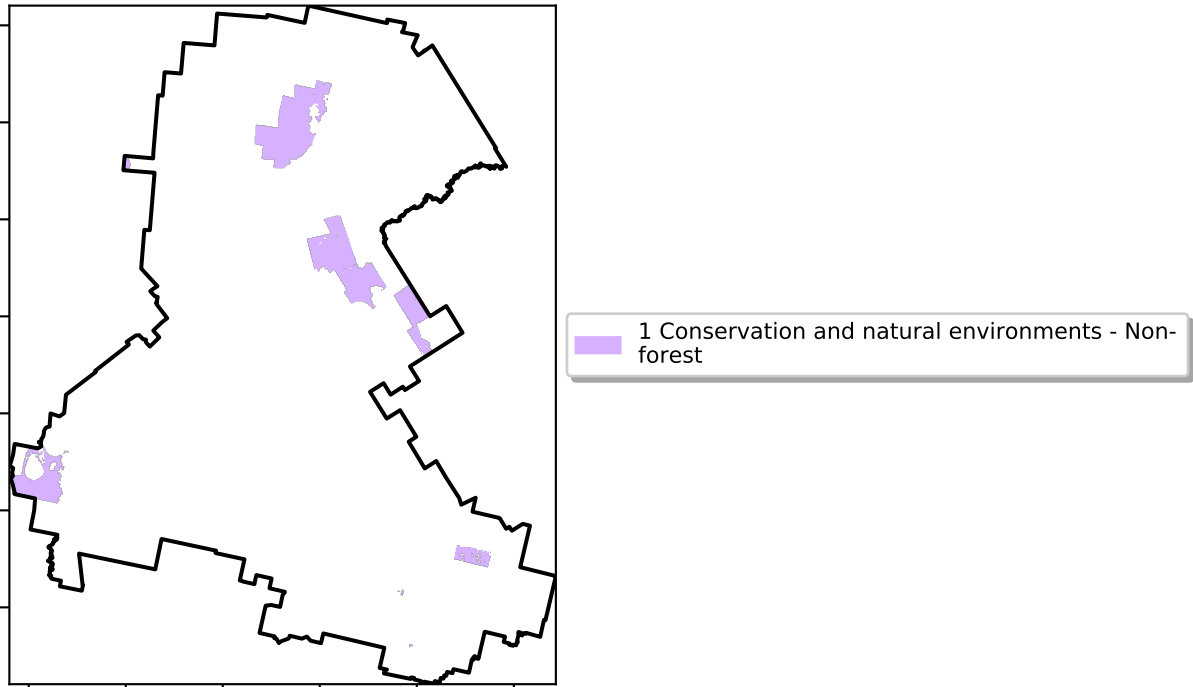 1 Conservation and natural environments - Non-
forest